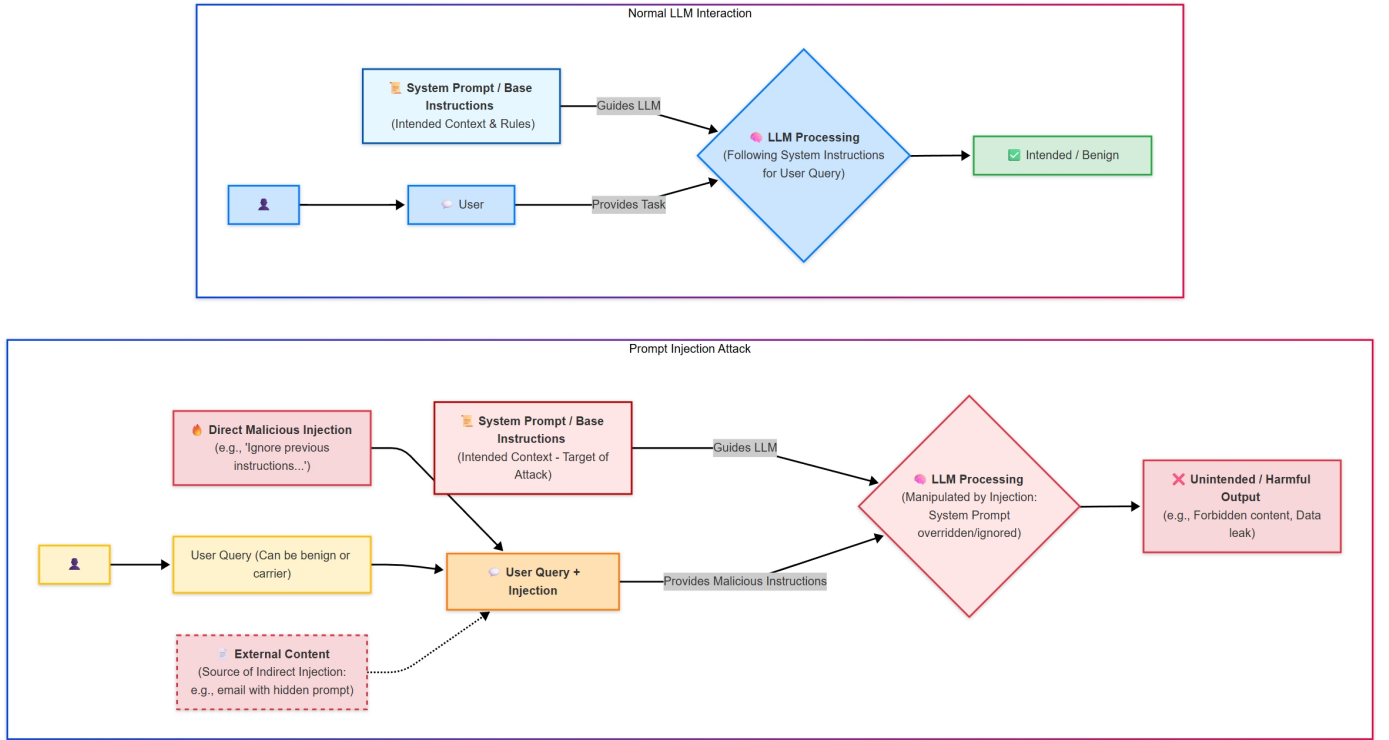 Normal LLM Interaction
📜 System Prompt / Base
Instructions
(Intended Context & Rules)
Guides LLM
🧠 LLM Processing
(Following System Instructions
for User Query)
✅ Intended / Benign
👤
💬 User
Provides Task
Prompt Injection Attack
🔥 Direct Malicious Injection
(e.g., 'Ignore previous
instructions...')
📜 System Prompt / Base
Instructions
(Intended Context - Target of
Attack)
Guides LLM
🧠 LLM Processing
(Manipulated by Injection:
System Prompt
overridden/ignored)
❌ Unintended / Harmful
Output
(e.g., Forbidden content, Data
leak)
👤
User Query (Can be benign or
carrier)
💬 User Query +
Injection
Provides Malicious Instructions
📄 External Content
(Source of Indirect Injection:
e.g., email with hidden prompt)